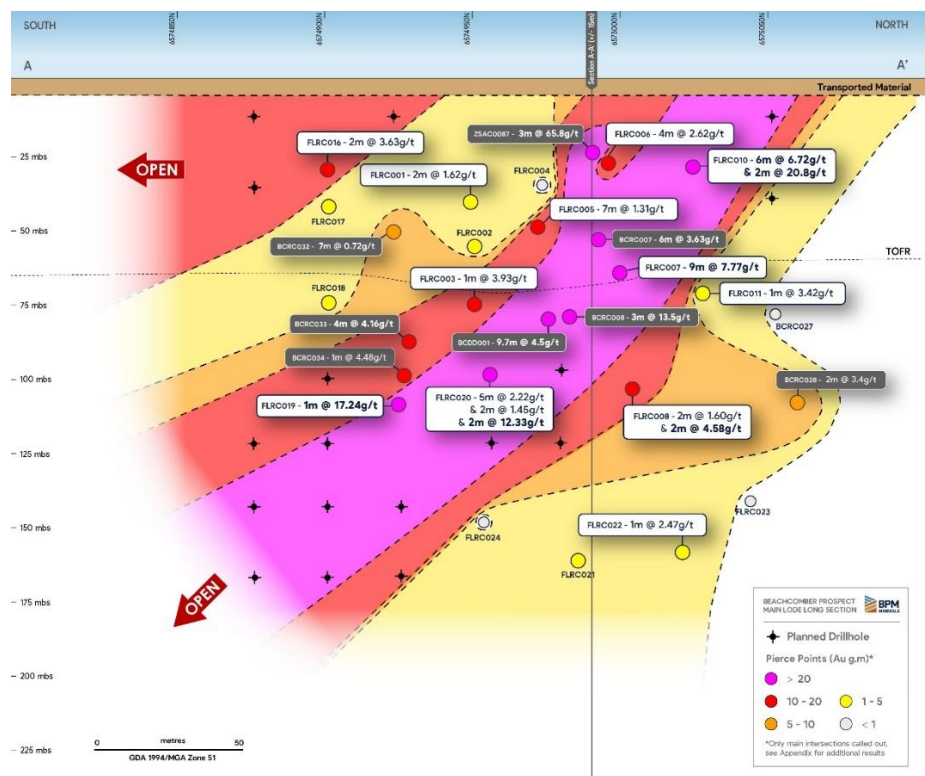 SOUTH
NORTH
6574850N
6574900N
6574950N
6575000N
6575050N
Section A-A' (+/- 15m)
A
A'
Transported Material
25 mbs
50 mbs
75 mbs
100 mbs
125 mbs
150 mbs
175 mbs
200 mbs
225 mbs
OPEN
OPEN
TOFR
ZSAC0087 - 3m @ 65.8g/t
FLRC006 - 4m @ 2.62g/t
FLRC016 - 2m @ 3.63g/t
FLRC010 - 6m @ 6.72g/t
& 2m @ 20.8g/t
FLRC001 - 2m @ 1.62g/t
FLRC004
FLRC005 - 7m @ 1.31g/t
FLRC017
FLRC002
BCRC032 - 7m @ 0.72g/t
BCRC007 - 6m @ 3.63g/t
FLRC007 - 9m @ 7.77g/t
FLRC003 - 1m @ 3.93g/t
FLRC018
FLRC011 - 1m @ 3.42g/t
BCRC027
BCRC033 - 4m @ 4.16g/t
BCRC008 - 3m @ 13.5g/t
BCDD001 - 9.7m @ 4.5g/t
BCRC034 - 1m @ 4.48g/t
BCRC028 - 2m @ 3.4g/t
FLRC019 - 1m @ 17.24g/t
FLRC020 - 5m @ 2.22g/t
& 2m @ 1.45g/t
& 2m @ 12.33g/t
FLRC008 - 2m @ 1.60g/t
& 2m @ 4.58g/t
FLRC023
FLRC022 - 1m @ 2.47g/t
FLRC024
FLRC021
BEACHCOMBER PROSPECT
MAIN LODE LONG SECTION
BPM
MINERALS
Planned Drillhole
Pierce Points (Au g.m)*
> 20
10 - 20
1 - 5
5 - 10
< 1
*Only main intersections called out,
see Appendix for additional results
0 metres 50
GDA 1994/MGA Zone 51